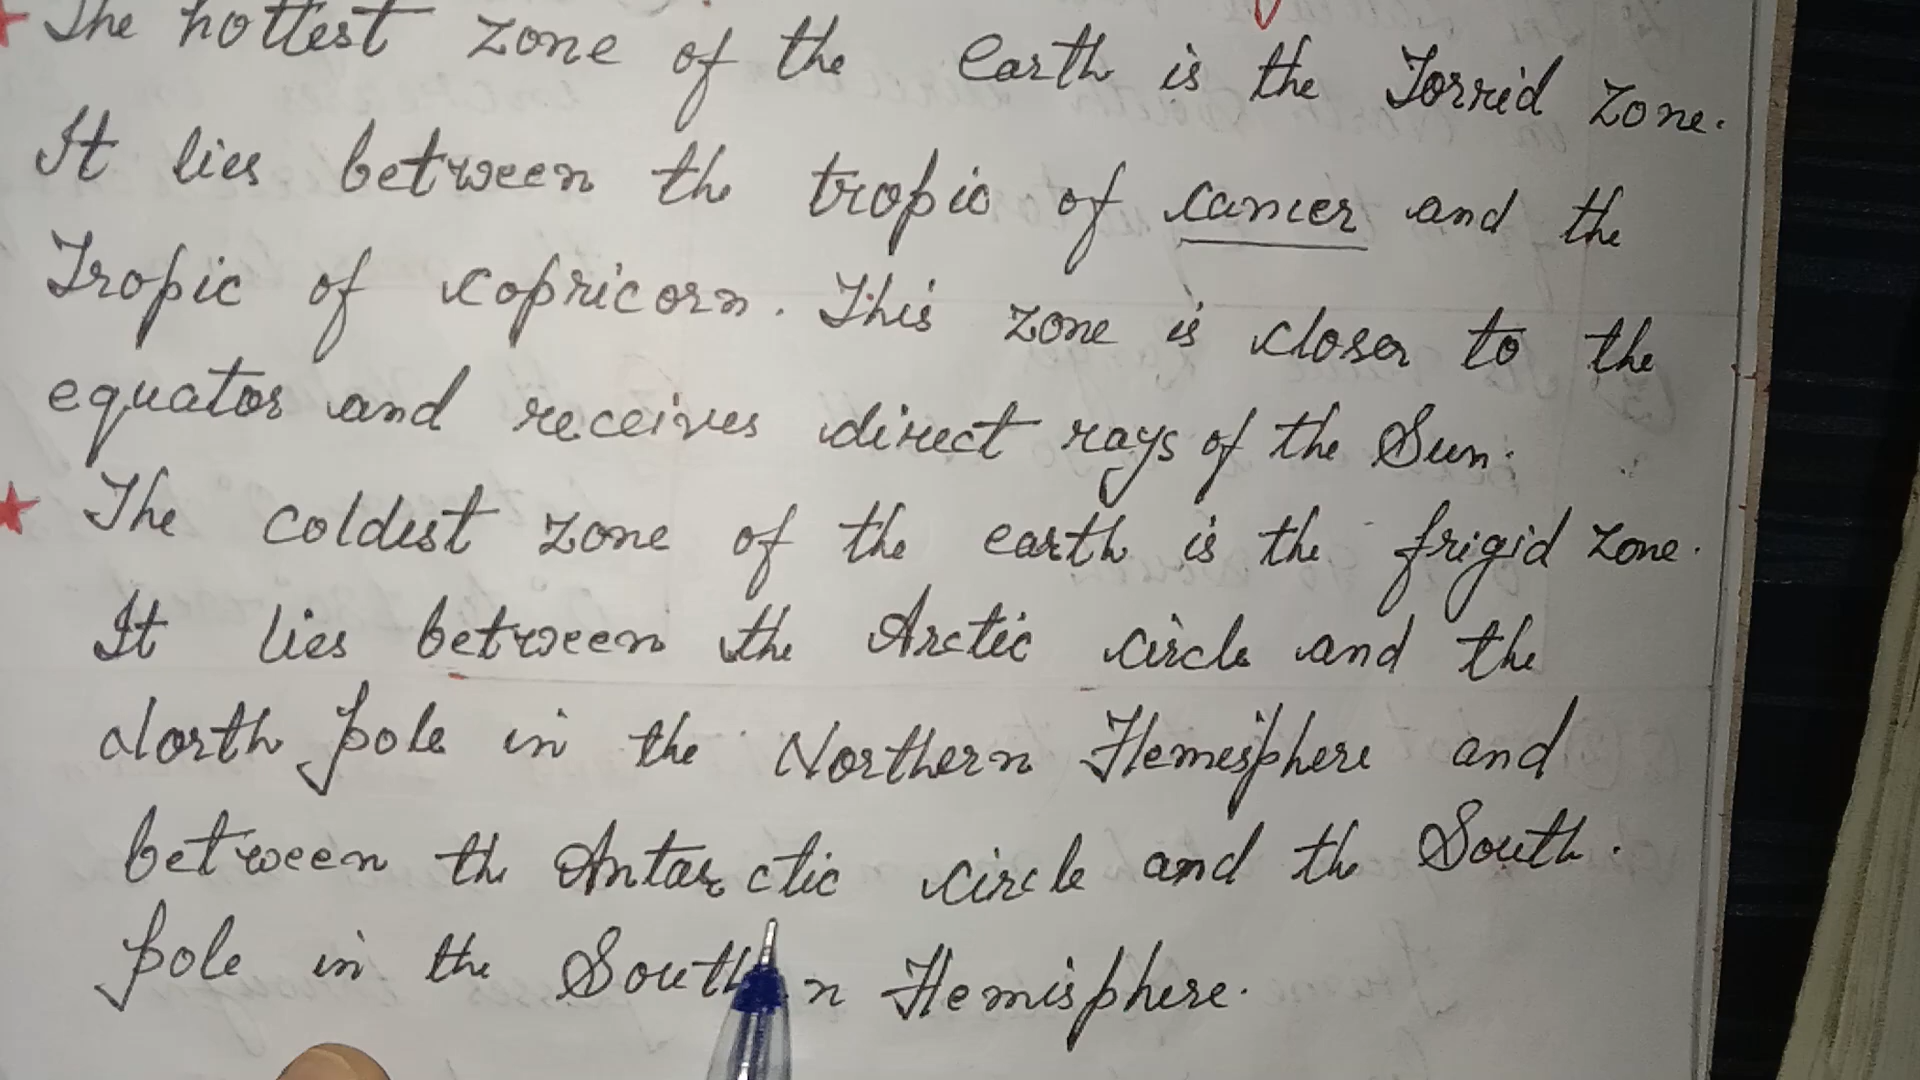 The hottest zone of the Earth is the Torrid Zone.
It lies between the tropic of cancer and the
Tropic of copricorn. This zone is closer to the
equator and receives direct rays of the Sun.
The coldest zone of the earth is the frigid zone.
It lies between the Arctic circle and the
North pole in the Northern Hemisphere and
between the Antarctic circle and the South.
pole in the Hemisphere.